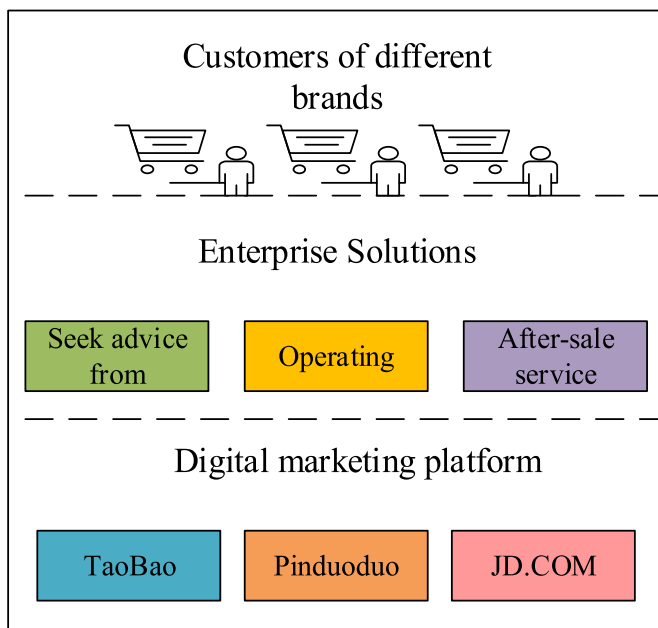 Customers of different
brands
Enterprise Solutions
Seek advice
from
Operating
After-sale
service
Digital marketing platform
TaoBao
Pinduoduo
JD.COM